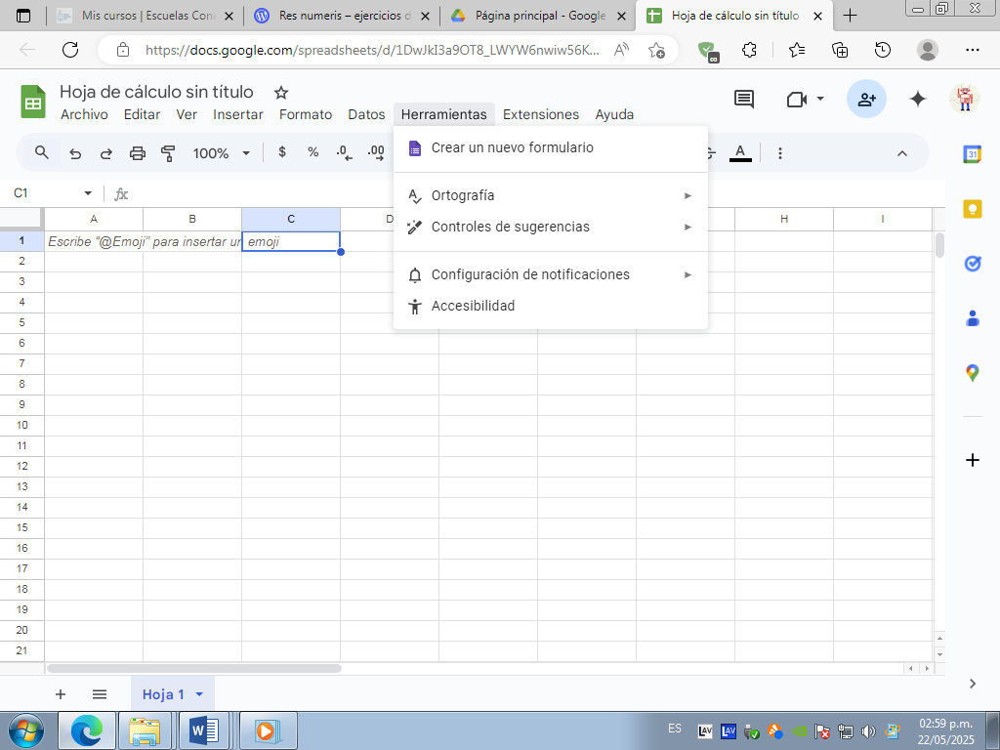 Mis cursos | Escuelas Con
Res numeris – ejercicios d
Página principal - Google
Hoja de cálculo sin título
https://docs.google.com/spreadsheets/d/1DwJkI3a9OT8_LWYW6nwiw56K...
Hoja de cálculo sin título
Archivo Editar Ver Insertar Formato Datos Herramientas Extensiones Ayuda
100% $ % .0 .00 A
C1 fx
Crear un nuevo formulario
Ortografía
Controles de sugerencias
Configuración de notificaciones
Accesibilidad
A B C D H I
1 Escribe “@Emoji” para insertar un emoji
2
3
4
5
6
7
8
9
10
11
12
13
14
15
16
17
18
19
20
21
31
Hoja 1
ES LAV LAV
02:59 p.m.
22/05/2025